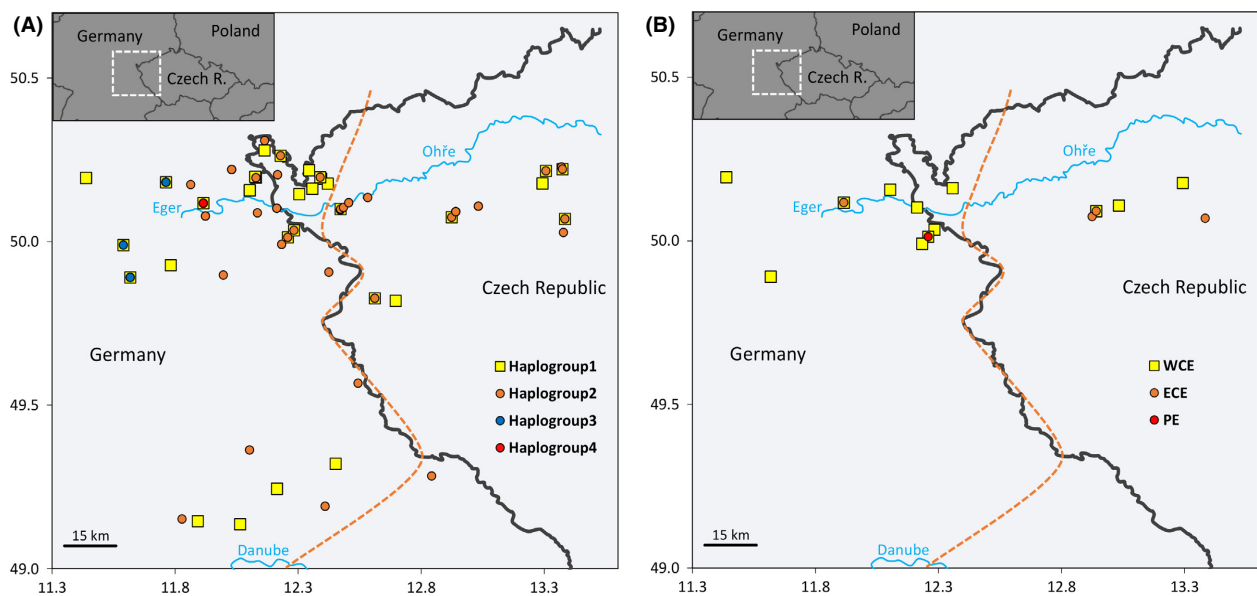 (A)
Germany
Poland
Czech R.
50.5
50.0
49.5
49.0
Ohře
Eger
Czech Republic
Germany
Haplogroup1
Haplogroup2
Haplogroup3
Haplogroup4
15 km
Danube
11.3 11.8 12.3 12.8 13.3
(B)
Germany
Poland
Czech R.
50.5
50.0
49.5
49.0
Ohře
Eger
Czech Republic
Germany
WCE
ECE
PE
15 km
Danube
11.3 11.8 12.3 12.8 13.3